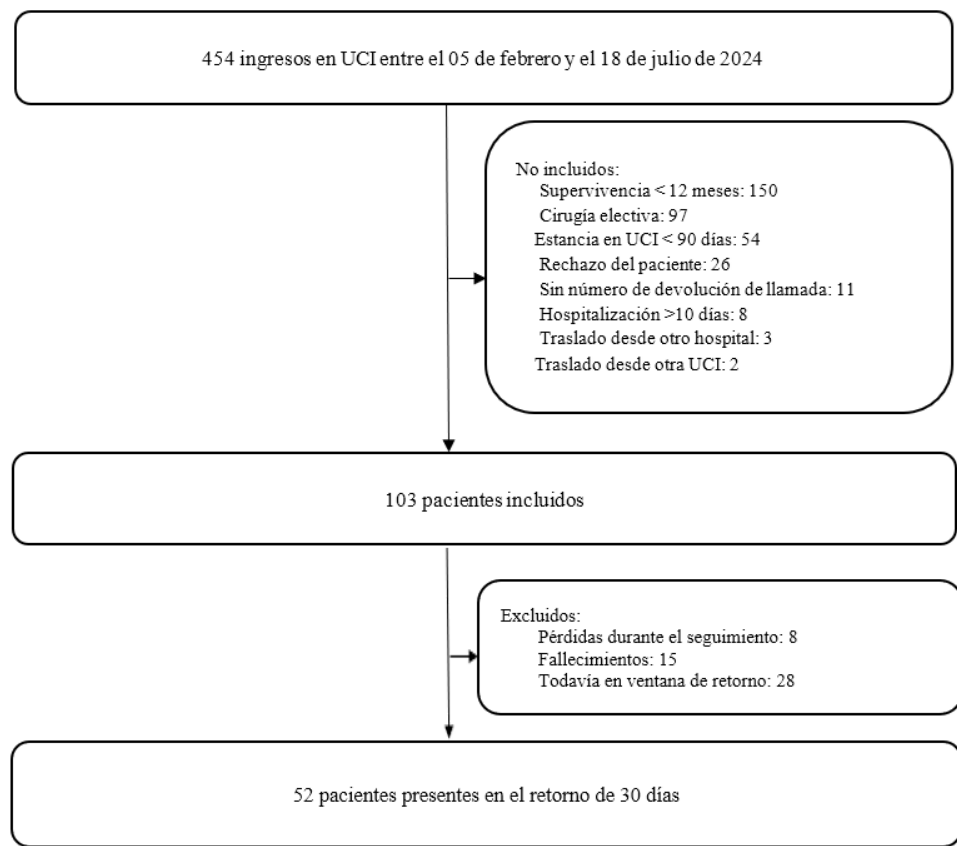 454 ingresos en UCI entre el 05 de febrero y el 18 de julio de 2024
No incluidos:
Supervivencia < 12 meses: 150
Cirugía electiva: 97
Estancia en UCI < 90 días: 54
Rechazo del paciente: 26
Sin número de devolución de llamada: 11
Hospitalización >10 días: 8
Traslado desde otro hospital: 3
Traslado desde otra UCI: 2
103 pacientes incluidos
Excluidos:
Pérdidas durante el seguimiento: 8
Fallecimientos: 15
Todavía en ventana de retorno: 28
52 pacientes presentes en el retorno de 30 días